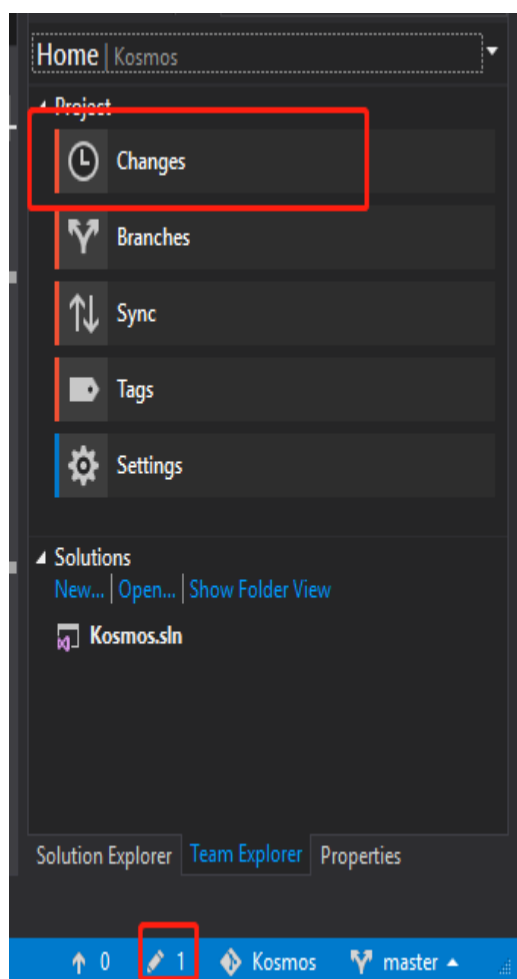 Home | Kosmos
Project
Changes
Branches
Sync
Tags
Settings
Solutions
New... | Open... | Show Folder View
Kosmos.sln
Solution Explorer Team Explorer Properties
0 1 Kosmos master